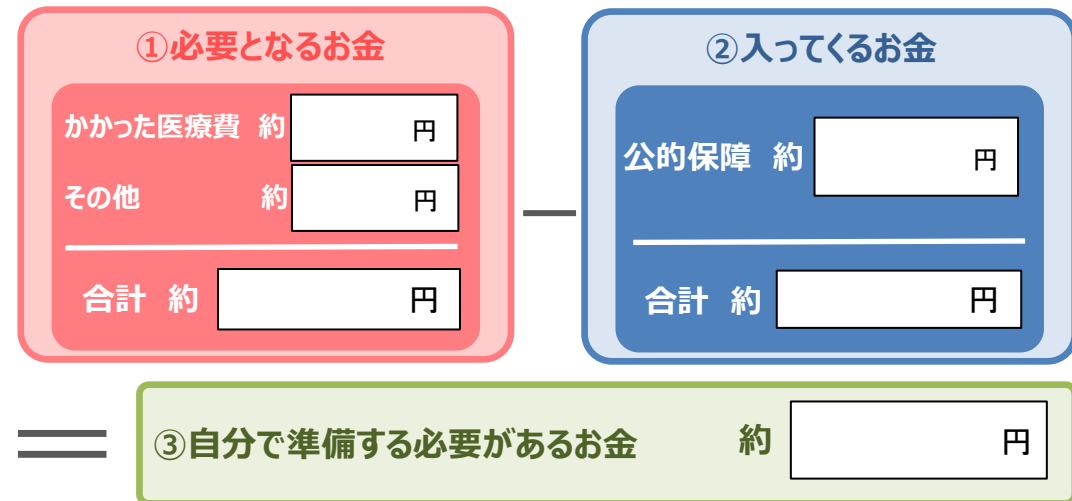 ①必要となるお金
かかった医療費 約 円
その他 約 円
合計 約 円
②入ってくるお金
公的保障 約 円
合計 約 円
③自分で準備する必要があるお金 約 円